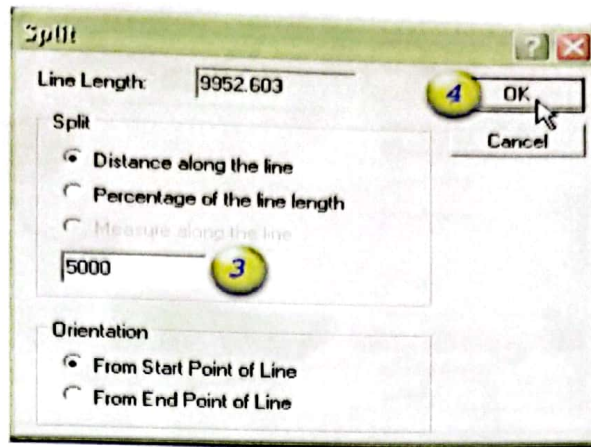 Split
Line Length: 9952.603
4 OK
Split
Cancel
Distance along the line
Percentage of the line length
Measure along the line
5000 3
Orientation
From Start Point of Line
From End Point of Line